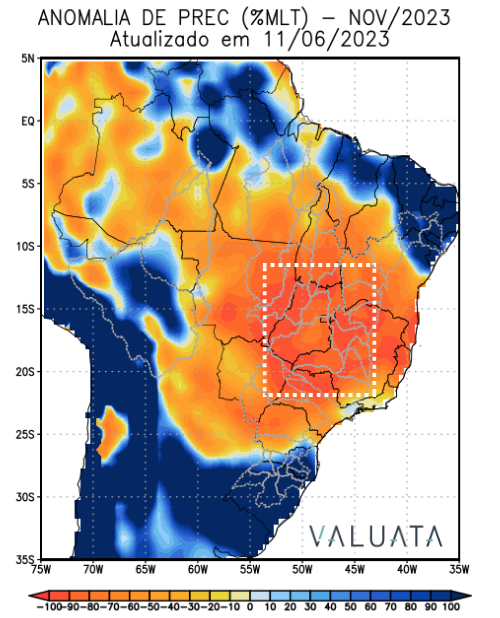 ANOMALIA DE PREC (%MLT) – NOV/2023
Atualizado em 11/06/2023
5N
EQ
5S
10S
15S
20S
25S
30S
35S
VALUATA
75W 70W 65W 60W 55W 50W 45W 40W 35W
-100 -90 -80 -70 -60 -50 -40 -30 -20 -10 0 10 20 30 40 50 60 70 80 90 100